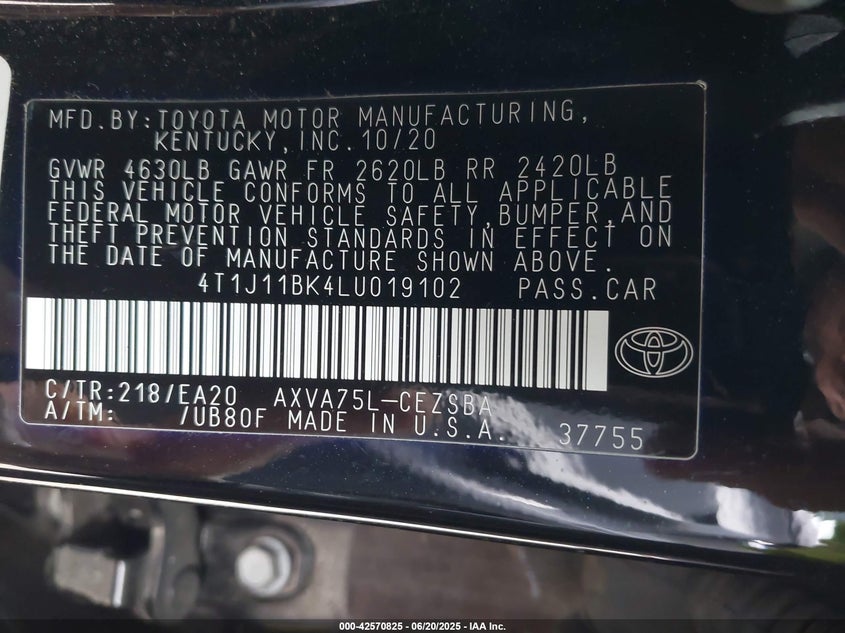 MFD.BY:TOYOTA MOTOR MANUFACTURING,
KENTUCKY,INC.10/20
GVWR 4630LB GAWR FR 2620LB RR 2420LB
THIS VEHICLE CONFORMS TO ALL APPLICABLE
FEDERAL MOTOR VEHICLE SAFETY,BUMPER,AND
THEFT PREVENTION STANDARDS IN EFFECT ON
THE DATE OF MANUFACTURE SHOWN ABOVE.
4T1J11BK4LU019102 PASS.CAR
C/TR:218/EA20 AXVA75L-CEZSBA
A/TM: /UB80F MADE IN U.S.A. 37755
000-42570825 - 06/20/2025 - IAA Inc.